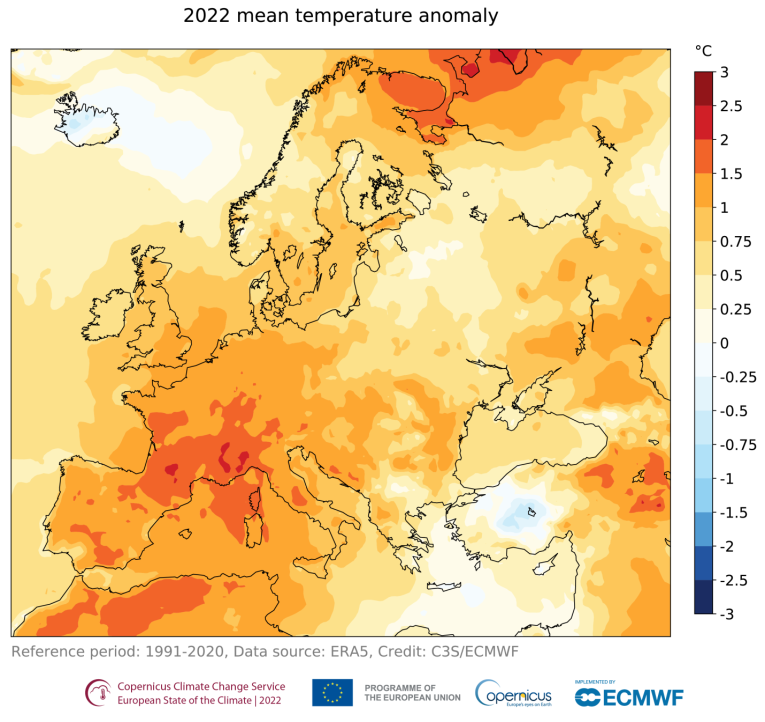 2022 mean temperature anomaly
°C
3
2.5
2
1.5
1
0.75
0.5
0.25
0
-0.25
-0.5
-0.75
-1
-1.5
-2
-2.5
-3
Reference period: 1991-2020, Data source: ERA5, Credit: C3S/ECMWF
Copernicus Climate Change Service
European State of the Climate | 2022
PROGRAMME OF
THE EUROPEAN UNION
opernicus
Europe's eyes on Earth
IMPLEMENTED BY
ECMWF